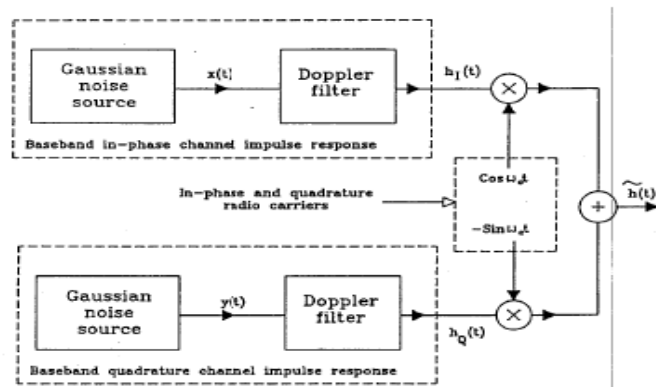 Gaussian
noise
source
x(t)
Doppler
filter
h_I(t)
×
Baseband in-phase channel impulse response
In-phase and quadrature
radio carriers
Cos ω_c t
-Sin ω_c t
+
h̃(t)
Gaussian
noise
source
y(t)
Doppler
filter
h_Q(t)
×
Baseband quadrature channel impulse response